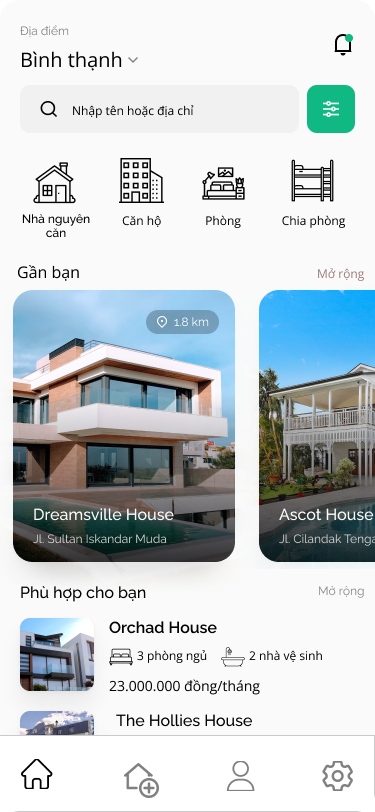 Địa điểm
Bình thạnh
Nhập tên hoặc địa chỉ
Nhà nguyên căn
Căn hộ
Phòng
Chia phòng
Gần bạn
Mở rộng
1.8 km
Dreamsville House
Jl. Sultan Iskandar Muda
Ascot House
Jl. Cilandak Tenga
Phù hợp cho bạn
Mở rộng
Orchad House
3 phòng ngủ
2 nhà vệ sinh
23.000.000 đồng/tháng
The Hollies House